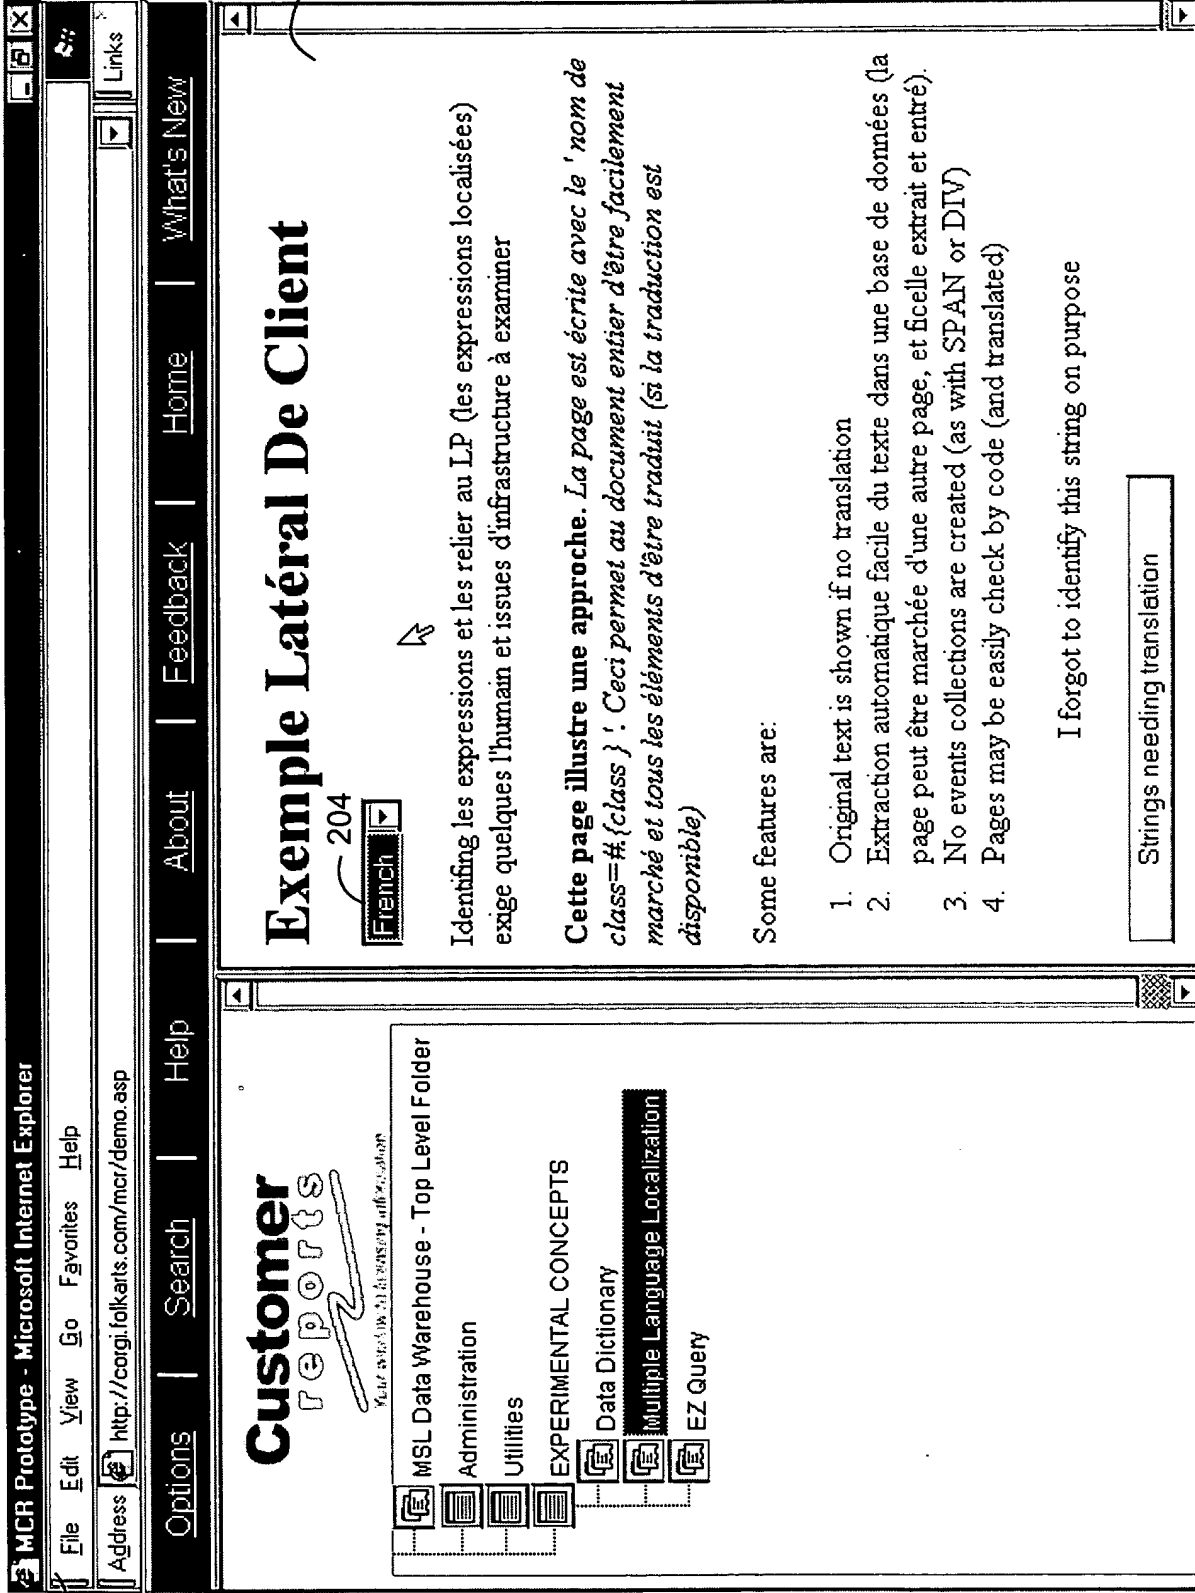 MCR Prototype - Microsoft Internet Explorer
File Edit View Go Favorites Help
Address http://corgi.folkarts.com/mcr/demo.asp Links
Options | Search | Help | About | Feedback | Home | What's New
Customer
reports
MSL Data Warehouse - Top Level Folder
Administration
Utilities
EXPERIMENTAL CONCEPTS
Data Dictionary
Multiple Language Localization
EZ Query
Exemple Latéral De Client
204
French
Identifing les expressions et les relier au LP (les expressions localisées)
exige quelques l'humain et issues d'infrastructure à examiner
Cette page illustre une approche. La page est écrite avec le ' nom de
class=#.{class } '. Ceci permet au document entier d'être facilement
marché et tous les éléments d'être traduit (si la traduction est
disponible)
Some features are:
1. Original text is shown if no translation
2. Extraction automatique facile du texte dans une base de données (la
page peut être marchée d'une autre page, et ficelle extrait et entré).
3. No events collections are created (as with SPAN or DIV)
4. Pages may be easily check by code (and translated)
I forgot to identify this string on purpose
Strings needing translation